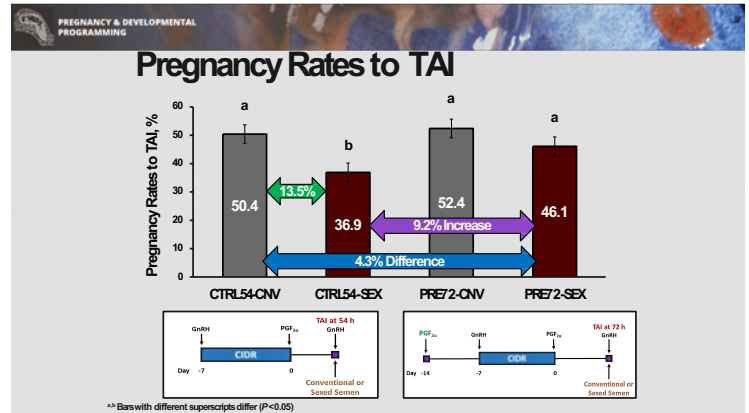 PREGNANCY & DEVELOPMENTAL
PROGRAMMING
Pregnancy Rates to TAI
Pregnancy Rates to TAI, %
60
50
40
30
20
10
0
a
b
a
a
50.4
36.9
52.4
46.1
13.5%
9.2% Increase
4.3% Difference
CTRL54-CNV CTRL54-SEX PRE72-CNV PRE72-SEX
TAI at 54 h
GnRH PGF2α GnRH
CIDR
Day -7 0
Conventional or
Sexed Semen
TAI at 72 h
PGF2α GnRH PGF2α GnRH
CIDR
Day -14 -7 0
Conventional or
Sexed Semen
a,b Bars with different superscripts differ (P<0.05)